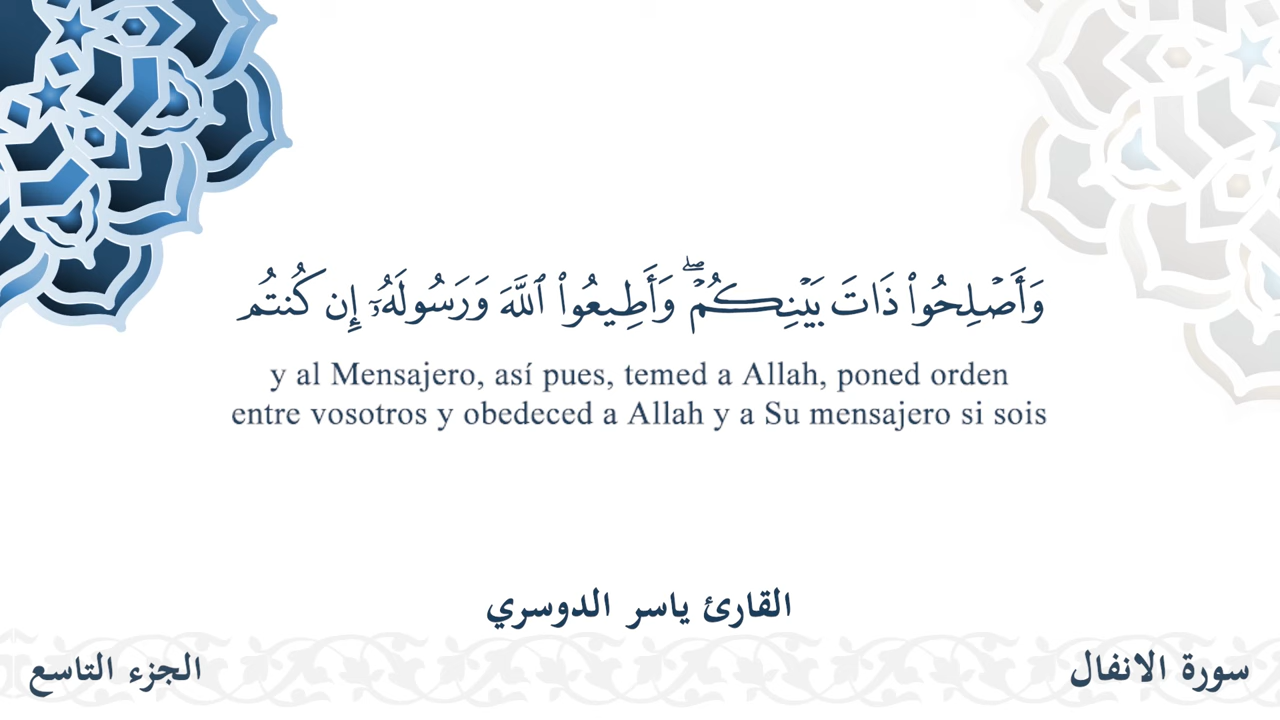 وَأَصْلِحُوا۟ ذَاتَ بَيْنِكُمْ ۖ وَأَطِيعُوا۟ ٱللَّهَ وَرَسُولَهُۥٓ إِن كُنتُم
y al Mensajero, así pues, temed a Allah, poned orden
entre vosotros y obedeced a Allah y a Su mensajero si sois
القارئ ياسر الدوسري
سورة الانفال
الجزء التاسع